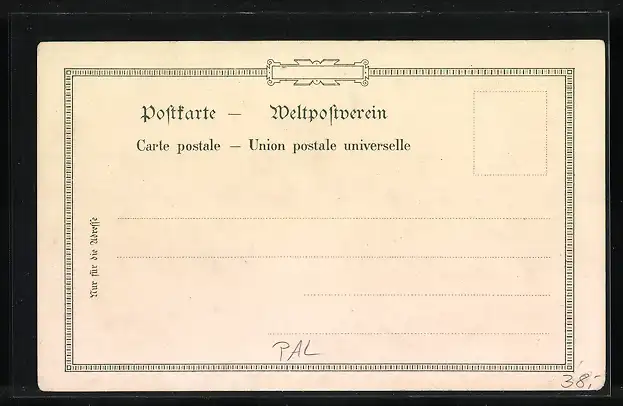 Postkarte — Weltpostverein
Carte postale — Union postale universelle
Nur für die Adresse
PAL
38,-